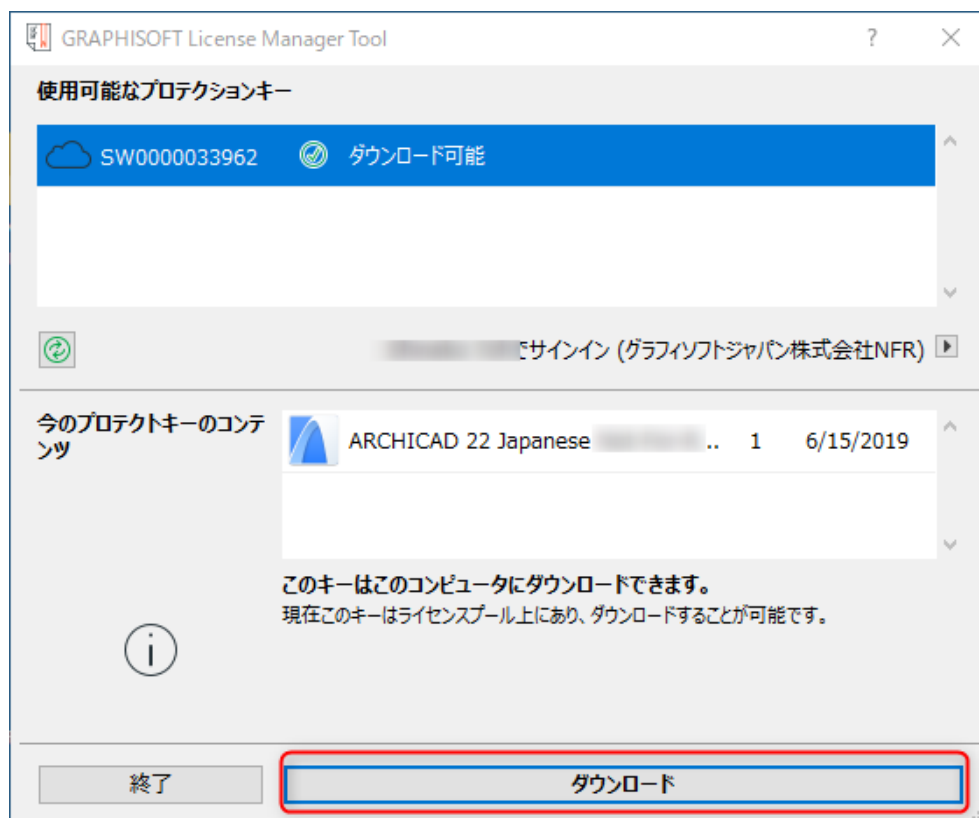 GRAPHISOFT License Manager Tool
使用可能なプロテクションキー
SW0000033962 ダウンロード可能
でサインイン (グラフィソフトジャパン株式会社NFR)
今のプロテクトキーのコンテ
ンツ
ARCHICAD 22 Japanese .. 1 6/15/2019
このキーはこのコンピュータにダウンロードできます。
現在このキーはライセンスプール上にあり、ダウンロードすることが可能です。
終了
ダウンロード